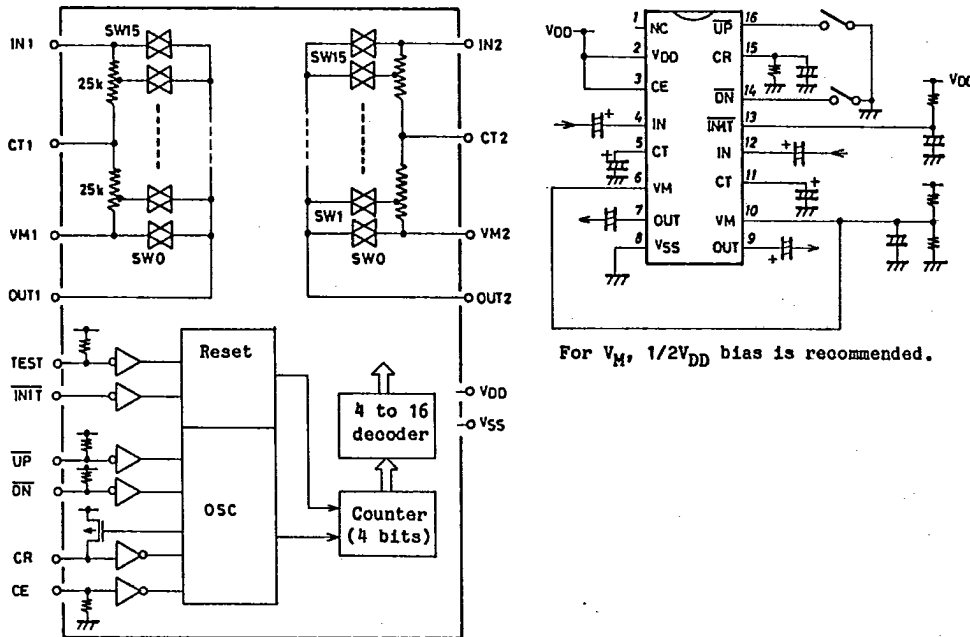 SW15
IN1
25k
CT1
25k
VM1
SW0
OUT1
IN2
SW15
CT2
SW1
VM2
SW0
OUT2
TEST
INIT
UP
DN
CR
CE
Reset
OSC
4 to 16
decoder
Counter
(4 bits)
VDD
VSS
VDD
1 NC
2 VDD
3 CE
4 IN
5 CT
6 VM
7 OUT
8 VSS
UP 16
CR 15
DN 14
INIT 13
IN 12
CT 11
VM 10
OUT 9
VDD
+
+
+
+
+
For VM, 1/2VDD bias is recommended.